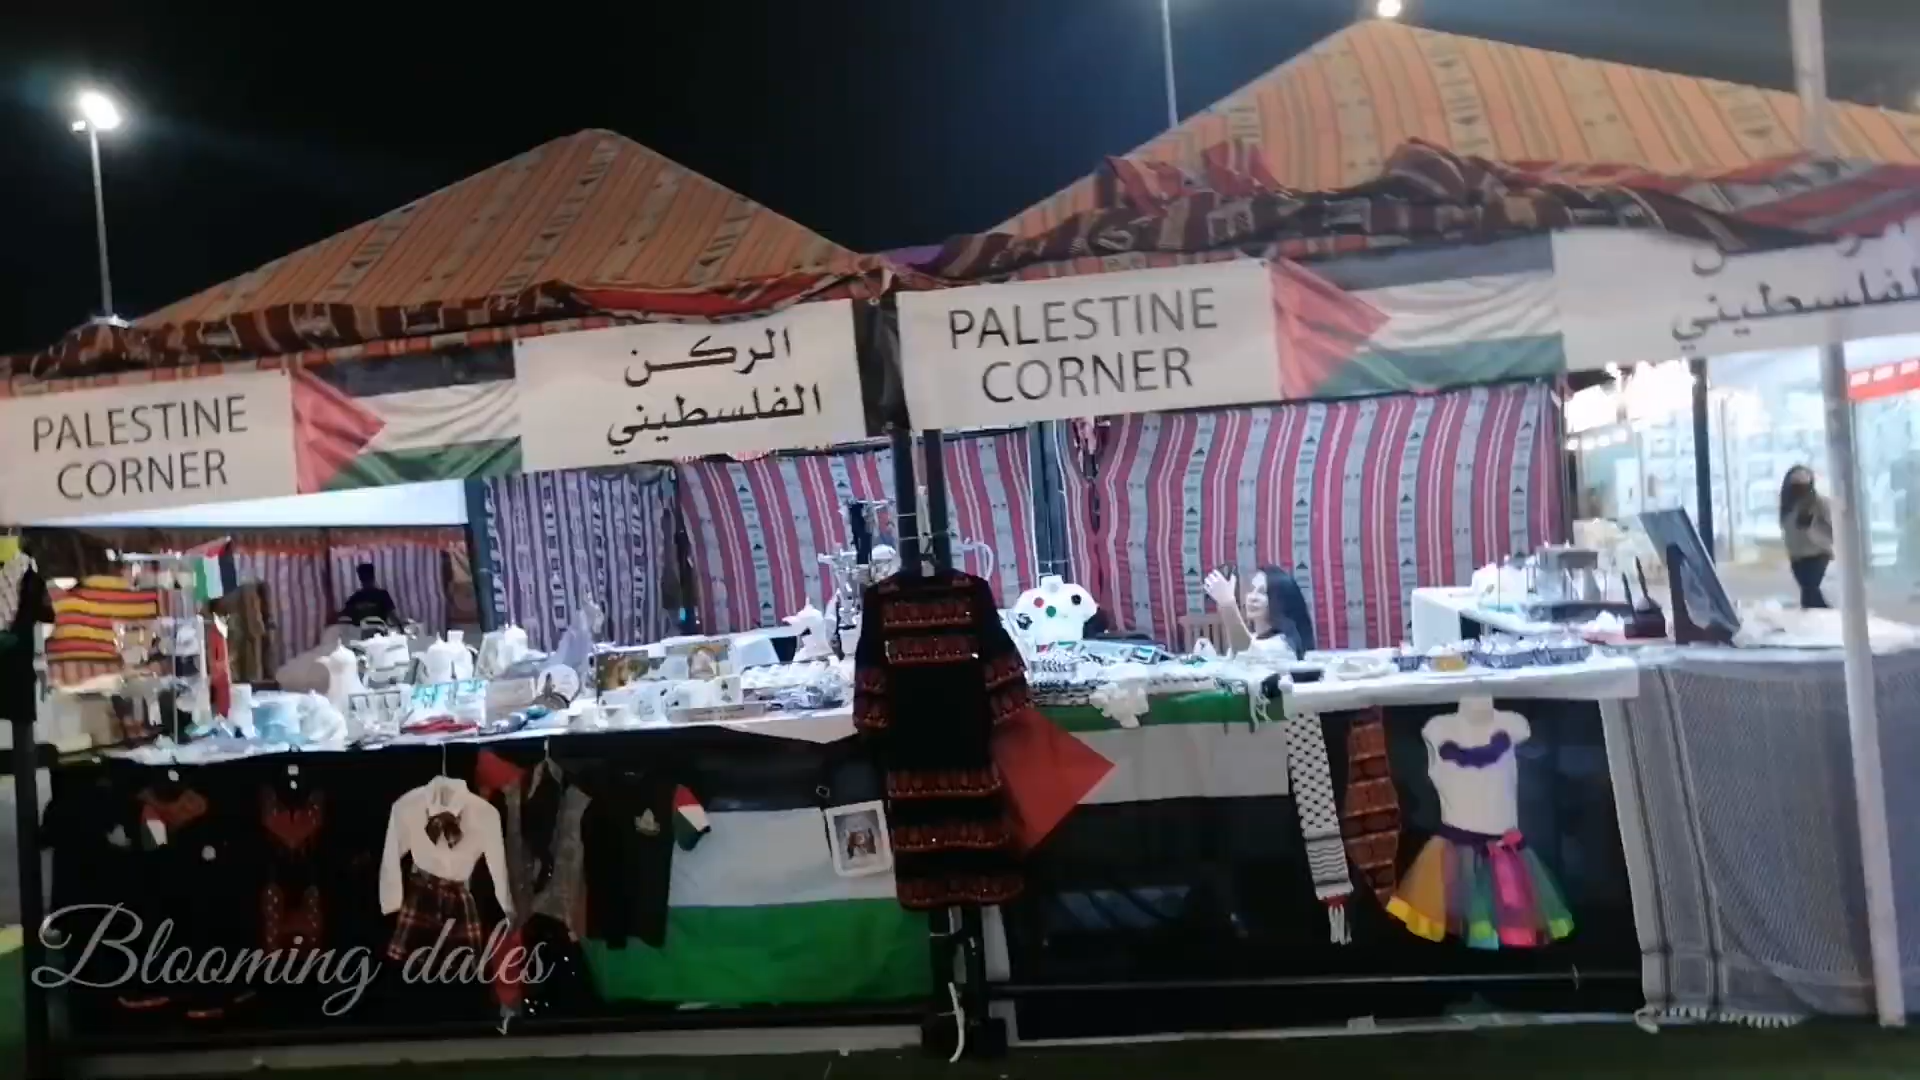 PALESTINE
CORNER
الركن
الفلسطيني
PALESTINE
CORNER
الفلسطيني
Blooming dales